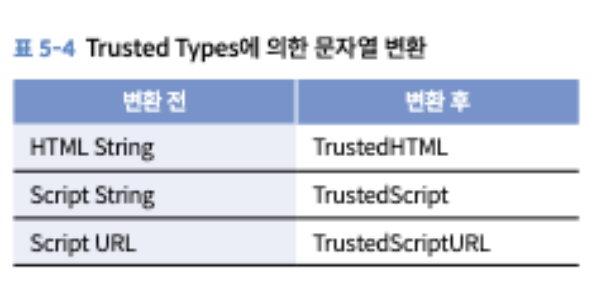 표 5-4 Trusted Types에 의한 문자열 변환
변환 전 변환 후
HTML String TrustedHTML
Script String TrustedScript
Script URL TrustedScriptURL